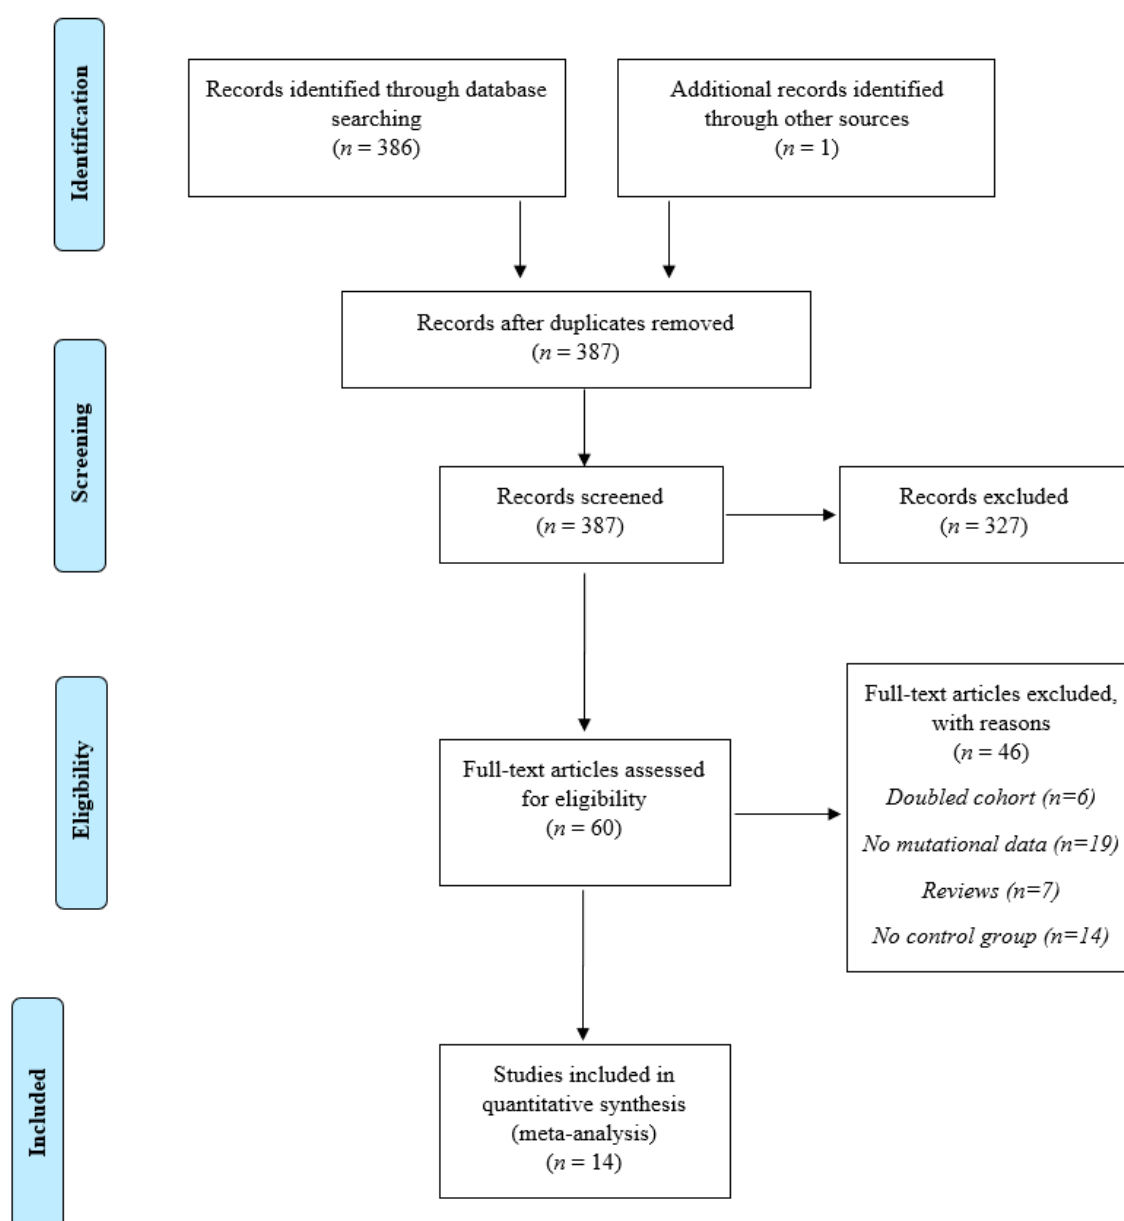 Identification
Records identified through database
searching
(n = 386)
Additional records identified
through other sources
(n = 1)
Records after duplicates removed
(n = 387)
Screening
Records screened
(n = 387)
Records excluded
(n = 327)
Eligibility
Full-text articles assessed
for eligibility
(n = 60)
Full-text articles excluded,
with reasons
(n = 46)
Doubled cohort (n=6)
No mutational data (n=19)
Reviews (n=7)
No control group (n=14)
Included
Studies included in
quantitative synthesis
(meta-analysis)
(n = 14)